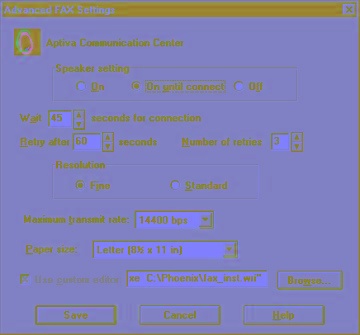 Advanced FAX Settings
Aptiva Communication Center
Speaker setting
On On until connect Off
Wait 45 seconds for connection
Retry after 60 seconds Number of retries 3
Resolution
Fine Standard
Maximum transmit rate: 14400 bps
Paper size: Letter (8½ x 11 in)
Use custom editor: se C:\Phoenix\fax_inst.wri" Browse...
Save Cancel Help